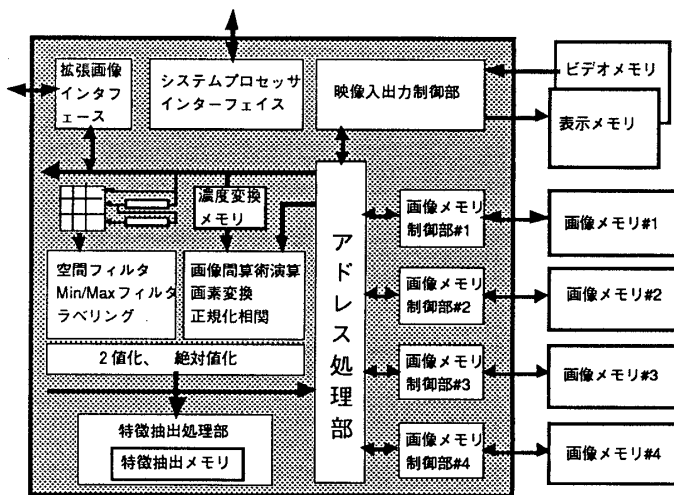 拡張画像
インタフ
ェース
システムプロセッサ
インターフェイス
映像入出力制御部
ビデオメモリ
表示メモリ
濃度変換
メモリ
アドレス処理部
画像メモリ
制御部#1
画像メモリ#1
空間フィルタ
Min/Maxフィルタ
ラベリング
画像間算術演算
画素変換
正規化相関
画像メモリ
制御部#2
画像メモリ#2
2値化、 絶対値化
画像メモリ
制御部#3
画像メモリ#3
特徴抽出処理部
特徴抽出メモリ
画像メモリ
制御部#4
画像メモリ#4